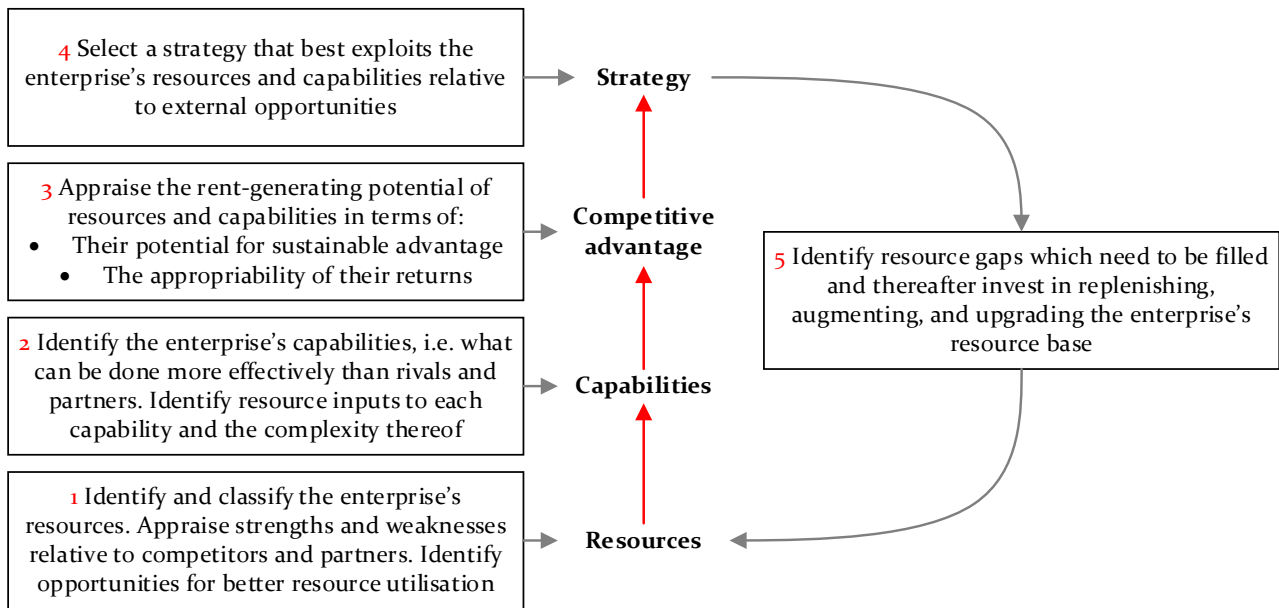 4 Select a strategy that best exploits the
enterprise’s resources and capabilities relative
to external opportunities
Strategy
3 Appraise the rent-generating potential of
resources and capabilities in terms of:
• Their potential for sustainable advantage
• The appropriability of their returns
Competitive
advantage
5 Identify resource gaps which need to be filled
and thereafter invest in replenishing,
augmenting, and upgrading the enterprise’s
resource base
2 Identify the enterprise’s capabilities, i.e. what
can be done more effectively than rivals and
partners. Identify resource inputs to each
capability and the complexity thereof
Capabilities
1 Identify and classify the enterprise’s
resources. Appraise strengths and weaknesses
relative to competitors and partners. Identify
opportunities for better resource utilisation
Resources